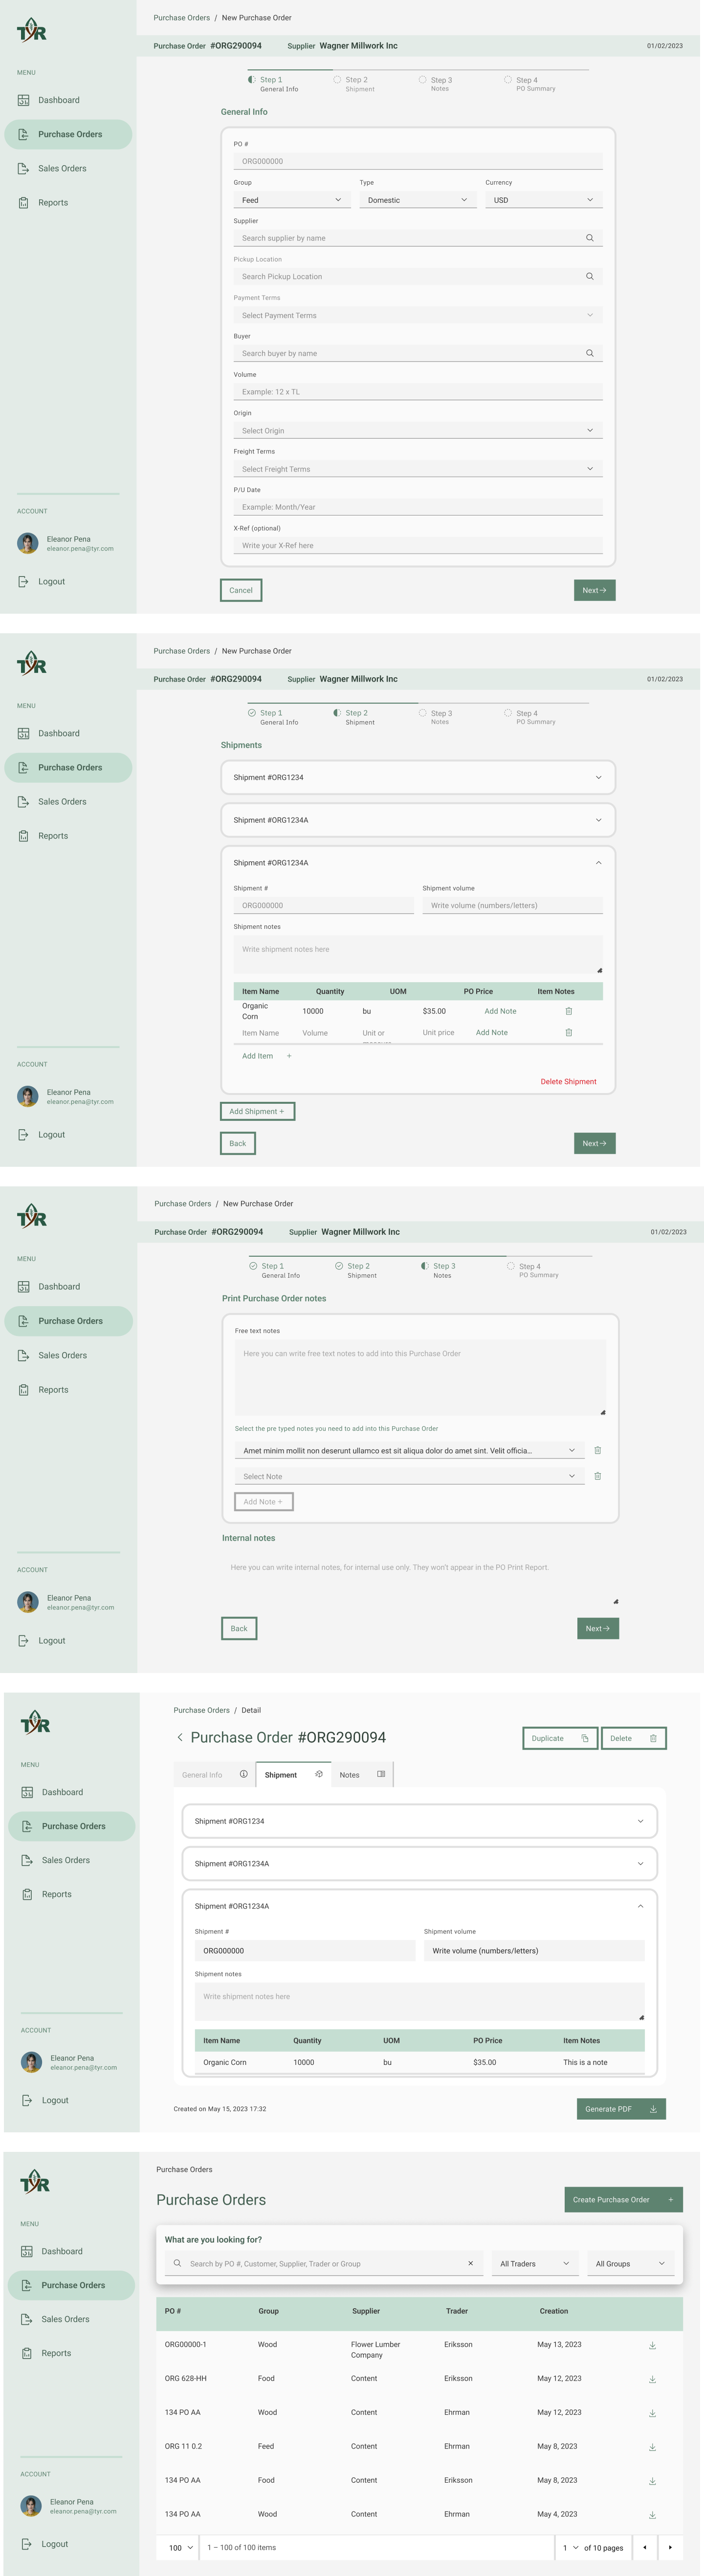 TYR
Purchase Orders / New Purchase Order
Purchase Order #ORG290094 Supplier Wagner Millwork Inc 01/02/2023
MENU
Dashboard
Purchase Orders
Sales Orders
Reports
ACCOUNT
Eleanor Pena
eleanor.pena@tyr.com
Logout
Step 1 Step 2 Step 3 Step 4
General Info Shipment Notes PO Summary
General Info
PO #
ORG000000
Group Type Currency
Feed Domestic USD
Supplier
Search supplier by name
Pickup Location
Search Pickup Location
Payment Terms
Select Payment Terms
Buyer
Search buyer by name
Volume
Example: 12 x TL
Origin
Select Origin
Freight Terms
Select Freight Terms
P/U Date
Example: Month/Year
X-Ref (optional)
Write your X-Ref here
Cancel Next
TYR
Purchase Orders / New Purchase Order
Purchase Order #ORG290094 Supplier Wagner Millwork Inc 01/02/2023
MENU
Dashboard
Purchase Orders
Sales Orders
Reports
ACCOUNT
Eleanor Pena
eleanor.pena@tyr.com
Logout
Step 1 Step 2 Step 3 Step 4
General Info Shipment Notes PO Summary
Shipments
Shipment #ORG1234
Shipment #ORG1234A
Shipment #ORG1234A
Shipment # Shipment volume
ORG000000 Write volume (numbers/letters)
Shipment notes
Write shipment notes here
Item Name Quantity UOM PO Price Item Notes
Organic
Corn 10000 bu $35.00 Add Note
Item Name Volume Unit or Unit price Add Note
Add Item +
Delete Shipment
Add Shipment +
Back Next
TYR
Purchase Orders / New Purchase Order
Purchase Order #ORG290094 Supplier Wagner Millwork Inc 01/02/2023
MENU
Dashboard
Purchase Orders
Sales Orders
Reports
ACCOUNT
Eleanor Pena
eleanor.pena@tyr.com
Logout
Step 1 Step 2 Step 3 Step 4
General Info Shipment Notes PO Summary
Print Purchase Order notes
Free text notes
Here you can write free text notes to add into this Purchase Order
Select the pre typed notes you need to add into this Purchase Order
Amet minim mollit non deserunt ullamco est sit aliqua dolor do amet sint. Velit officia...
Select Note
Add Note +
Internal notes
Here you can write internal notes, for internal use only. They won't appear in the PO Print Report.
Back Next
TYR
MENU
Dashboard
Purchase Orders
Sales Orders
Reports
ACCOUNT
Eleanor Pena
eleanor.pena@tyr.com
Logout
Purchase Orders / Detail
Purchase Order #ORG290094
Duplicate Delete
General Info Shipment Notes
Shipment #ORG1234
Shipment #ORG1234A
Shipment #ORG1234A
Shipment # Shipment volume
ORG000000 Write volume (numbers/letters)
Shipment notes
Write shipment notes here
Item Name Quantity UOM PO Price Item Notes
Organic Corn 10000 bu $35.00 This is a note
Created on May 15, 2023 17:32
Generate PDF
TYR
MENU
Dashboard
Purchase Orders
Sales Orders
Reports
ACCOUNT
Eleanor Pena
eleanor.pena@tyr.com
Logout
Purchase Orders
Purchase Orders
Create Purchase Order +
What are you looking for?
Search by PO #, Customer, Supplier, Trader or Group All Traders All Groups
PO # Group Supplier Trader Creation
ORG00000-1 Wood Flower Lumber Eriksson May 13, 2023
Company
ORG 628-HH Food Content Eriksson May 12, 2023
134 PO AA Wood Content Ehrman May 12, 2023
ORG 11 0.2 Feed Content Ehrman May 8, 2023
134 PO AA Food Content Eriksson May 8, 2023
134 PO AA Wood Content Ehrman May 4, 2023
100 1 – 100 of 100 items 1 of 10 pages